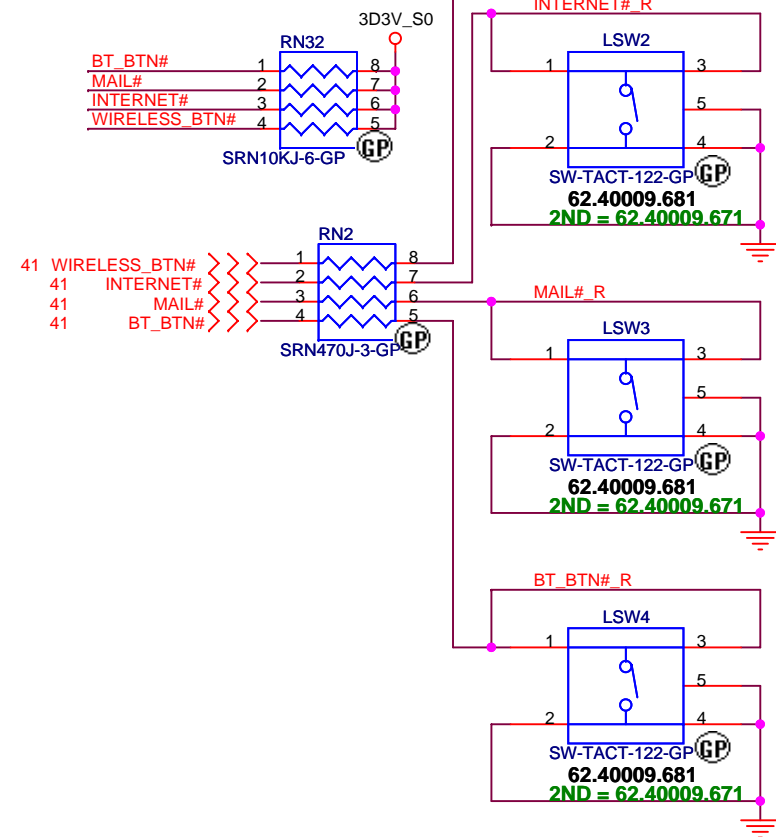 INTERNET#_R
3D3V_S0
RN32
LSW2
BT_BTN# 1 8
MAIL# 2 7
INTERNET# 3 6
WIRELESS_BTN# 4 5
GP
SRN10KJ-6-GP
1 3
5
2 4
GP
SW-TACT-122-GP
62.40009.681
2ND = 62.40009.671
RN2
41 WIRELESS_BTN# 1 8
41 INTERNET# 2 7
41 MAIL# 3 6
41 BT_BTN# 4 5
GP
SRN470J-3-GP
MAIL#_R
LSW3
1 3
5
2 4
GP
SW-TACT-122-GP
62.40009.681
2ND = 62.40009.671
BT_BTN#_R
LSW4
1 3
5
2 4
GP
SW-TACT-122-GP
62.40009.681
2ND = 62.40009.671